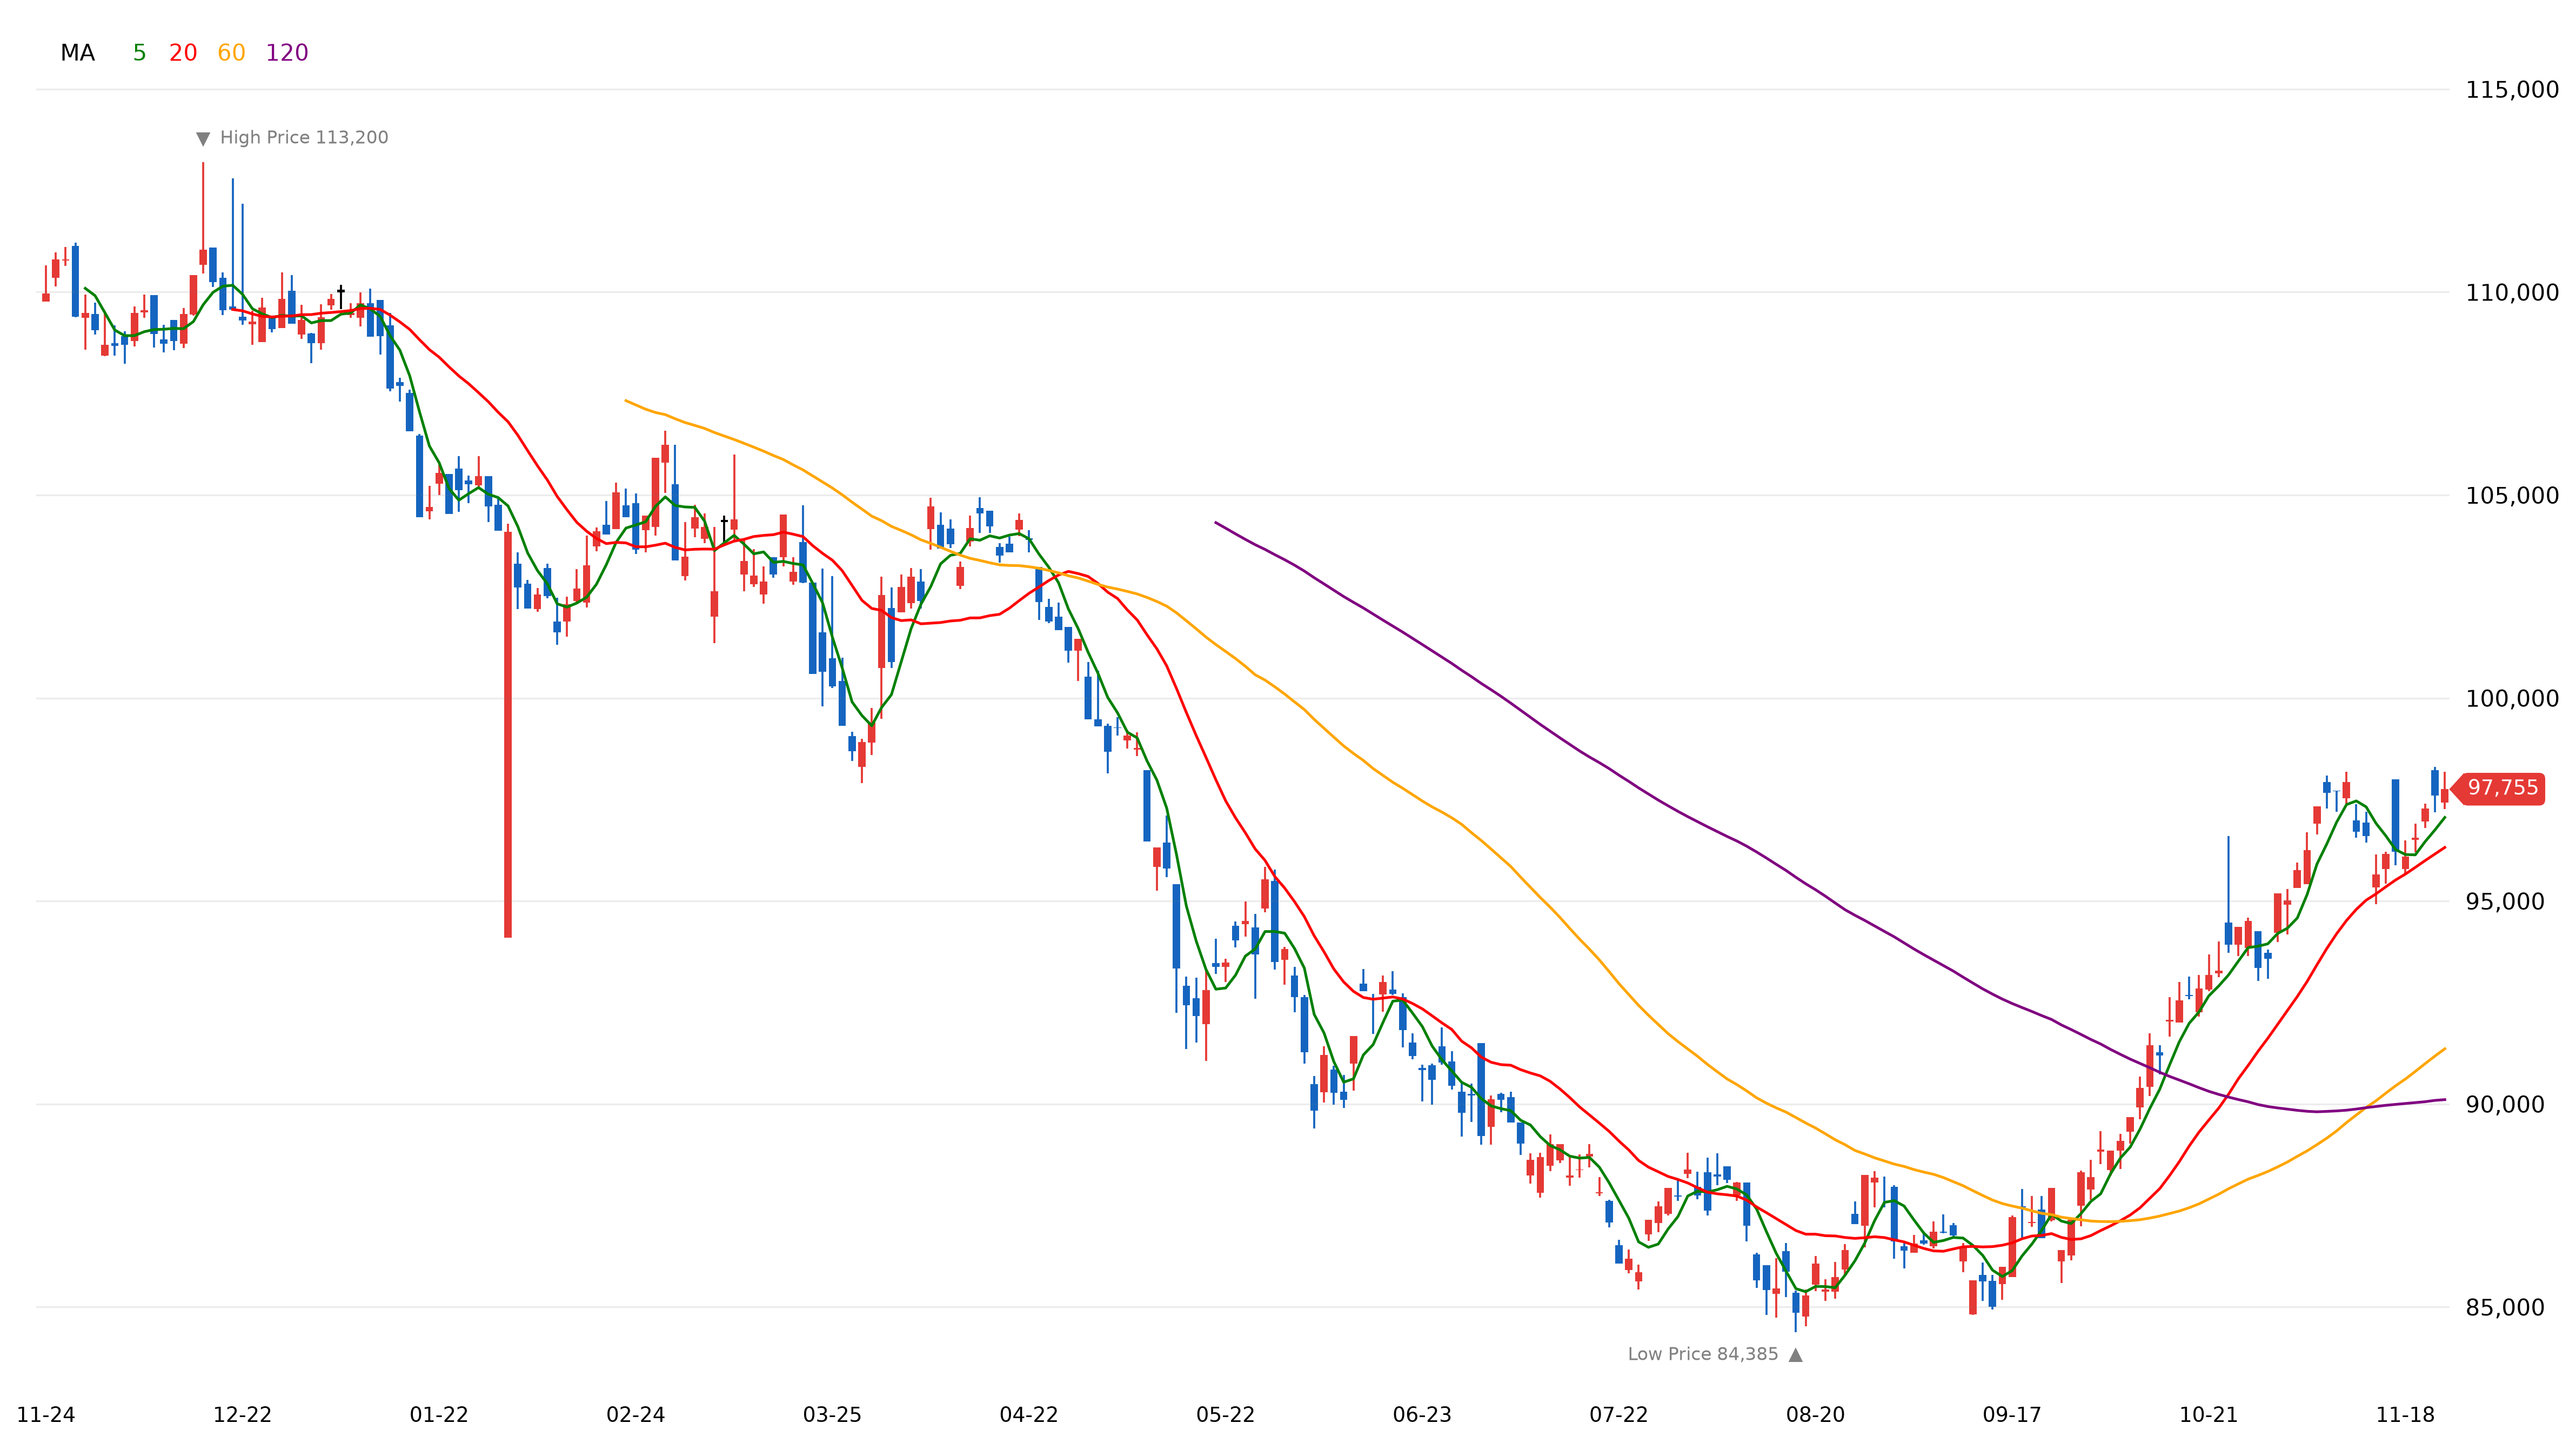 MA 5 20 60 120
115,000
▼ High Price 113,200
110,000
105,000
100,000
97,755
95,000
90,000
85,000
Low Price 84,385 ▲
11-24 12-22 01-22 02-24 03-25 04-22 05-22 06-23 07-22 08-20 09-17 10-21 11-18